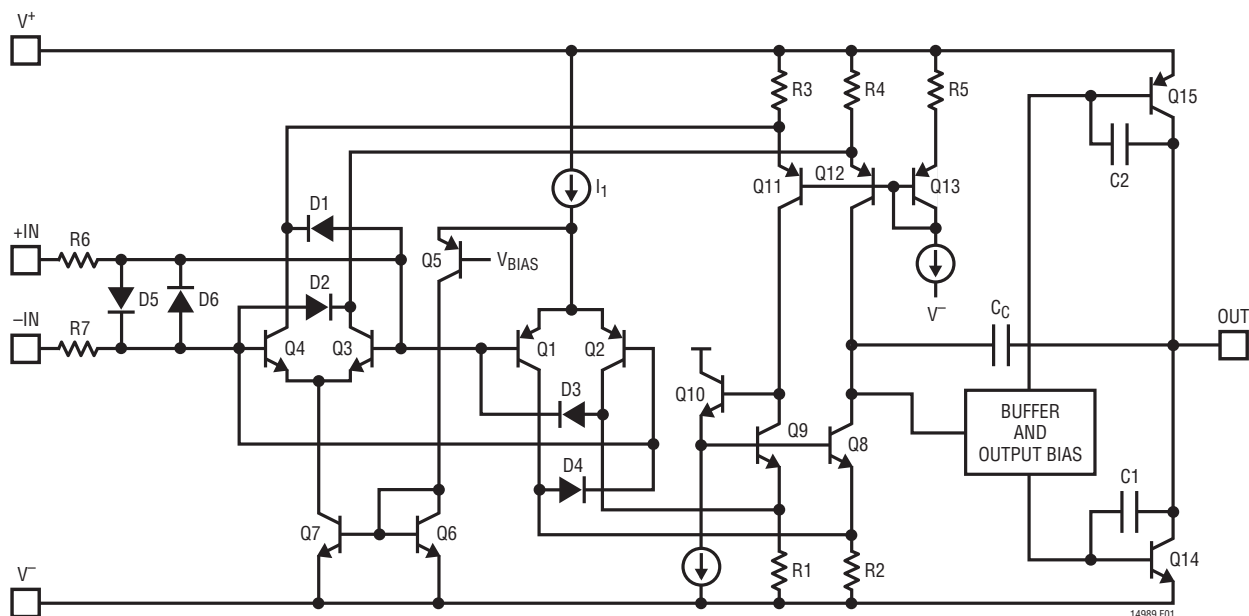 V+
R3
R4
R5
Q15
C2
I1
Q11
Q12
Q13
D1
+IN
R6
Q5
VBIAS
D2
D5
D6
V–
CC
OUT
–IN
R7
Q4
Q3
Q1
Q2
Q10
D3
BUFFER
AND
OUTPUT BIAS
Q9
Q8
D4
C1
Q7
Q6
Q14
R1
R2
V–
14989 F01